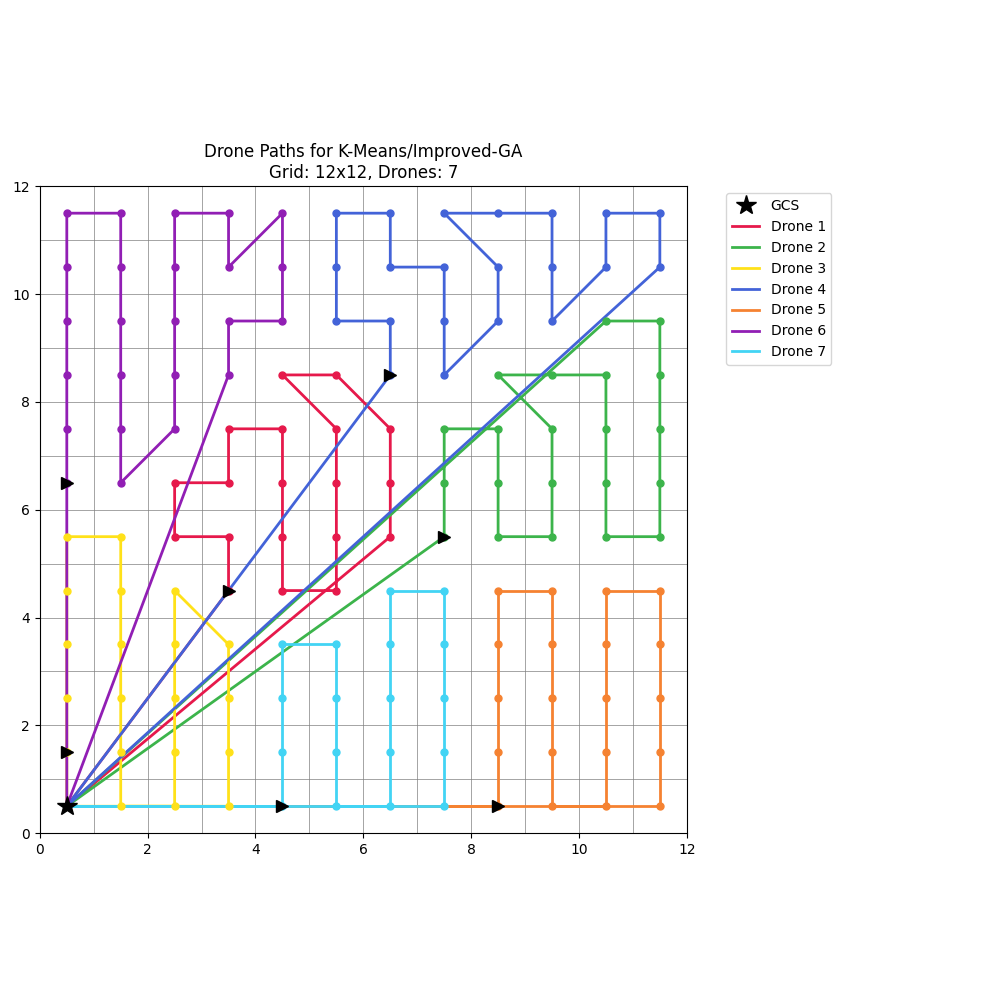 Drone Paths for K-Means/Improved-GA
Grid: 12x12, Drones: 7
12
10
8
6
4
2
0
0 2 4 6 8 10 12
GCS
Drone 1
Drone 2
Drone 3
Drone 4
Drone 5
Drone 6
Drone 7